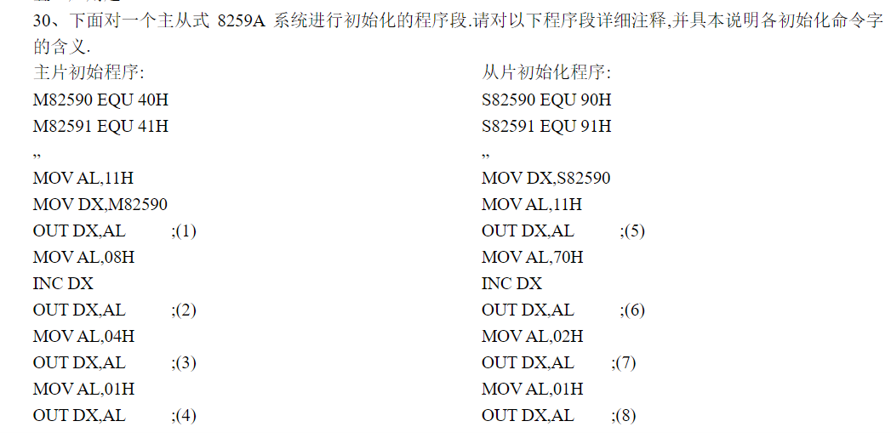 30、下面对一个主从式 8259A 系统进行初始化的程序段.请对以下程序段详细注释,并具本说明各初始化命令字
的含义.
主片初始程序:
M82590 EQU 40H
M82591 EQU 41H
„
MOV AL,11H
MOV DX,M82590
OUT DX,AL ;(1)
MOV AL,08H
INC DX
OUT DX,AL ;(2)
MOV AL,04H
OUT DX,AL ;(3)
MOV AL,01H
OUT DX,AL ;(4)
从片初始化程序:
S82590 EQU 90H
S82591 EQU 91H
„
MOV DX,S82590
MOV AL,11H
OUT DX,AL ;(5)
MOV AL,70H
INC DX
OUT DX,AL ;(6)
MOV AL,02H
OUT DX,AL ;(7)
MOV AL,01H
OUT DX,AL ;(8)